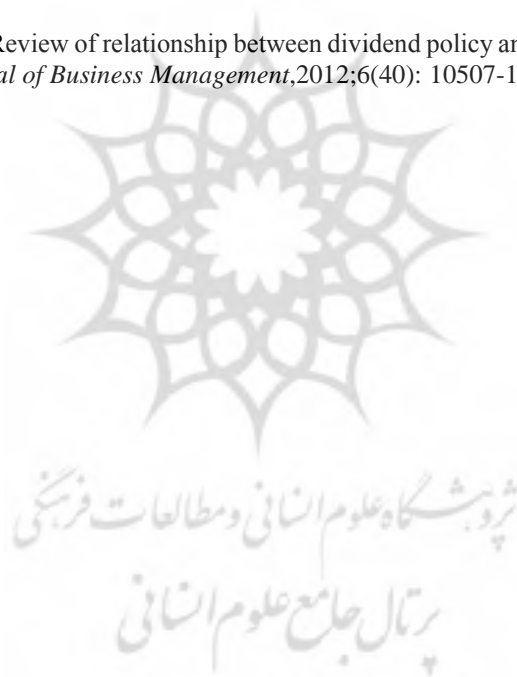 Review of relationship between dividend policy an
al of Business Management,2012;6(40): 10507-1
پژوهشگاه علوم انسانی و مطالعات فرهنگی
پرتال جامع علوم انسانی